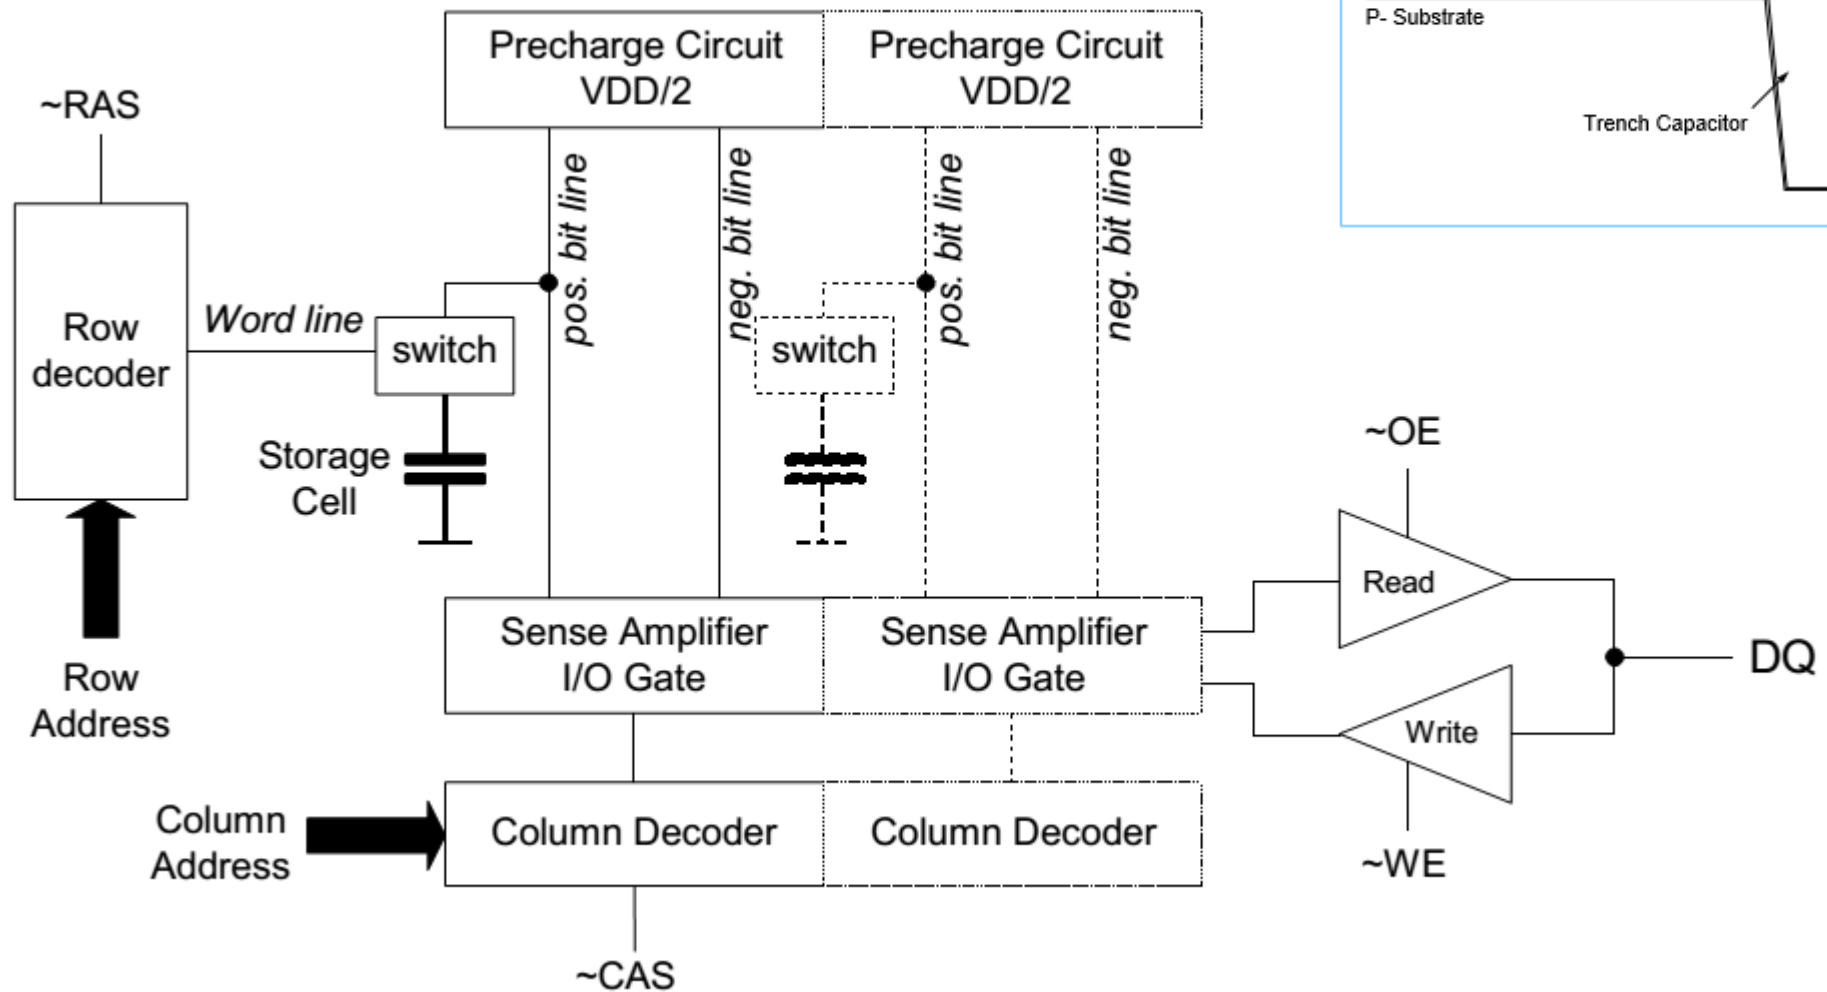 Precharge Circuit
VDD/2
Precharge Circuit
VDD/2
P- Substrate
Trench Capacitor
~RAS
pos. bit line
neg. bit line
pos. bit line
neg. bit line
Row
decoder
Word line
switch
switch
Storage
Cell
~OE
Read
Sense Amplifier
I/O Gate
Sense Amplifier
I/O Gate
DQ
Row
Address
Write
Column
Address
Column Decoder
Column Decoder
~WE
~CAS